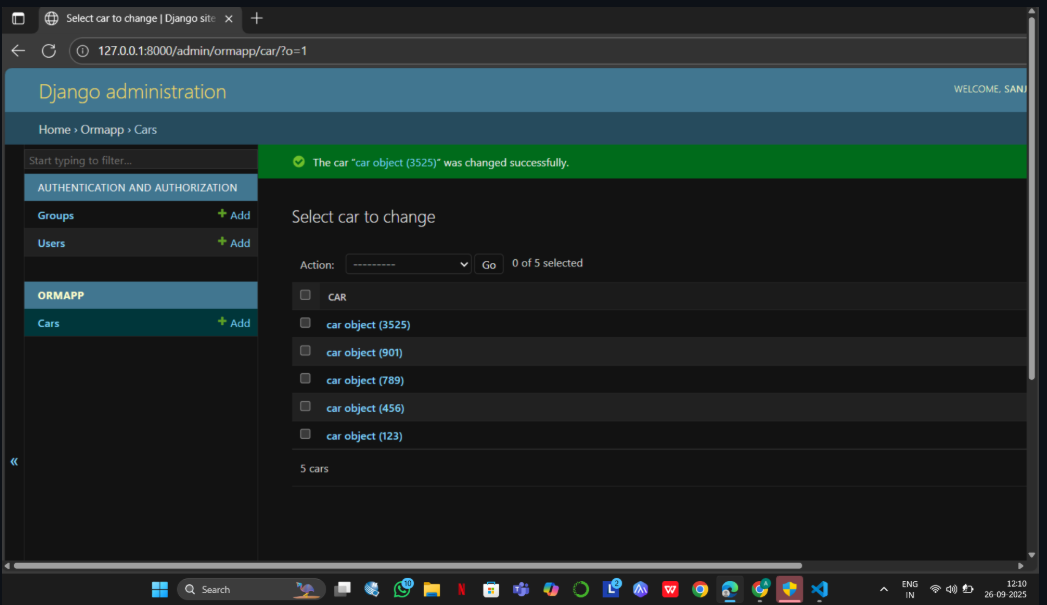 Select car to change | Django site
127.0.0.1:8000/admin/ormapp/car/?o=1
Django administration
WELCOME, SANJ
Home › Ormapp › Cars
Start typing to filter...
The car “car object (3525)” was changed successfully.
AUTHENTICATION AND AUTHORIZATION
Groups + Add
Users + Add
ORMAPP
Cars + Add
Select car to change
Action: --------- Go 0 of 5 selected
CAR
car object (3525)
car object (901)
car object (789)
car object (456)
car object (123)
5 cars
«
Search
10
2
ENG
IN
12:10
26-09-2025